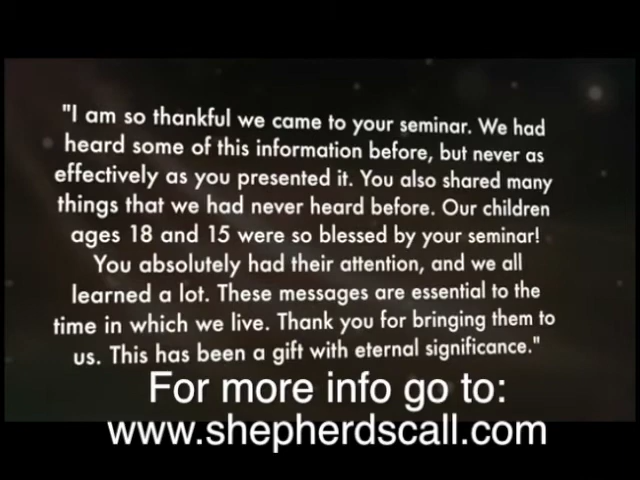 "I am so thankful we came to your seminar. We had
heard some of this information before, but never as
effectively as you presented it. You also shared many
things that we had never heard before. Our children
ages 18 and 15 were so blessed by your seminar!
You absolutely had their attention, and we all
learned a lot. These messages are essential to the
time in which we live. Thank you for bringing them to
us. This has been a gift with eternal significance."
For more info go to:
www.shepherdscall.com